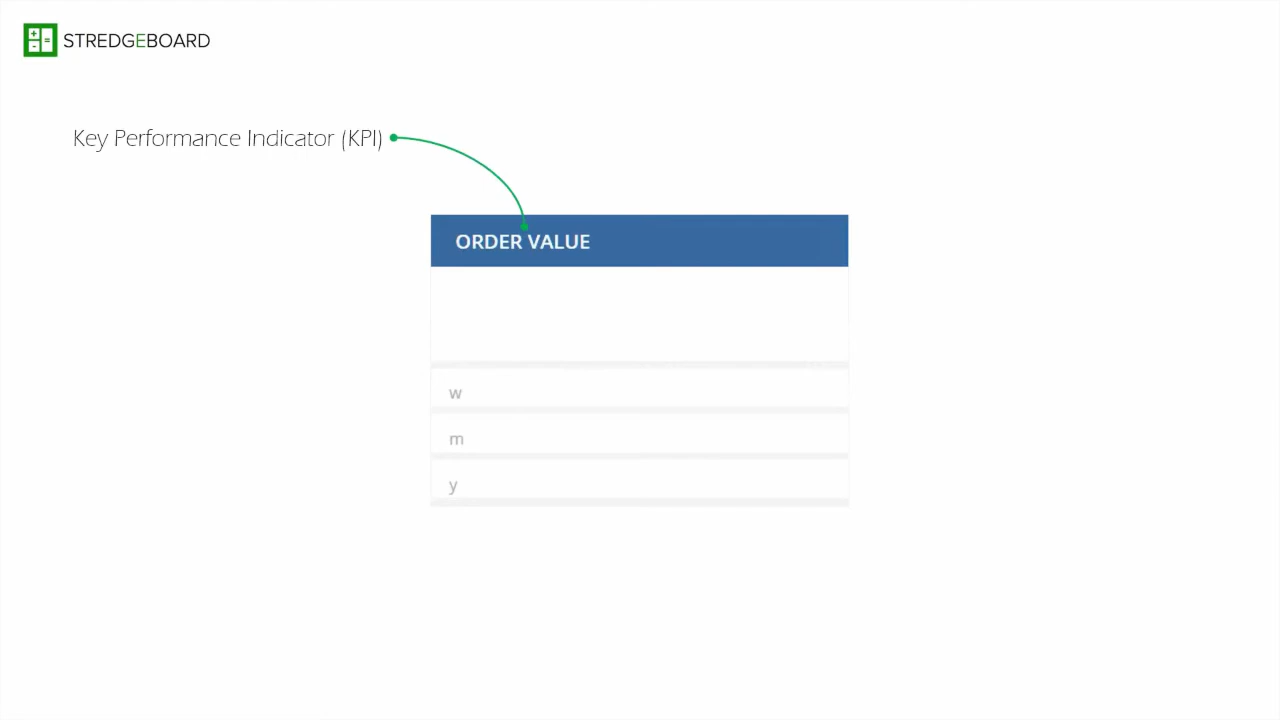 STREDGEBOARD
Key Performance Indicator (KPI)
ORDER VALUE
w
m
y